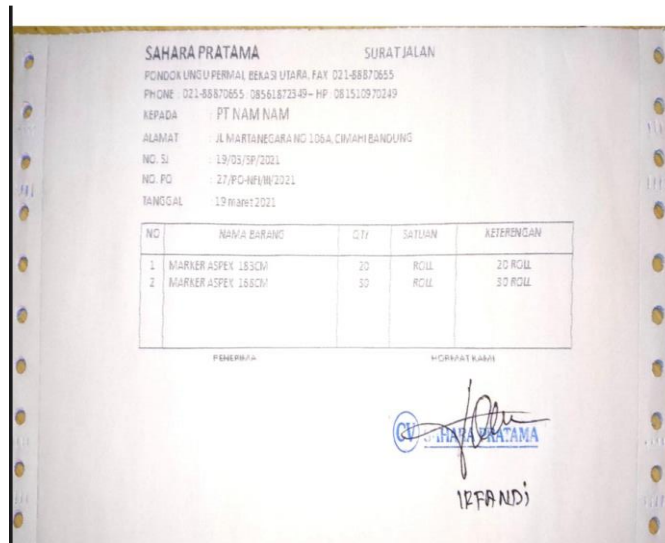 SAHARA PRATAMA SURAT JALAN
PONDOK UNGU PERMAI, BEKASI UTARA, FAX 021-88870655
PHONE : 021-88870655 08561872349 - HP : 081510970249
KEPADA : PT NAM NAM
ALAMAT : JL MARTANEGARA NO 106A, CIMAHI BANDUNG
NO. SJ : 19/03/SP/2021
NO. PO : 27/PO-NFI/III/2021
TANGGAL : 19 maret 2021
NO NAMA BARANG QTY SATUAN KETERENGAN
1 MARKER ASPEX 183CM 20 ROLL 20 ROLL
2 MARKER ASPEX 168CM 30 ROLL 30 ROLL
PENERIMA HORMAT KAMI
CV SAHARA PRATAMA
IRFANDI